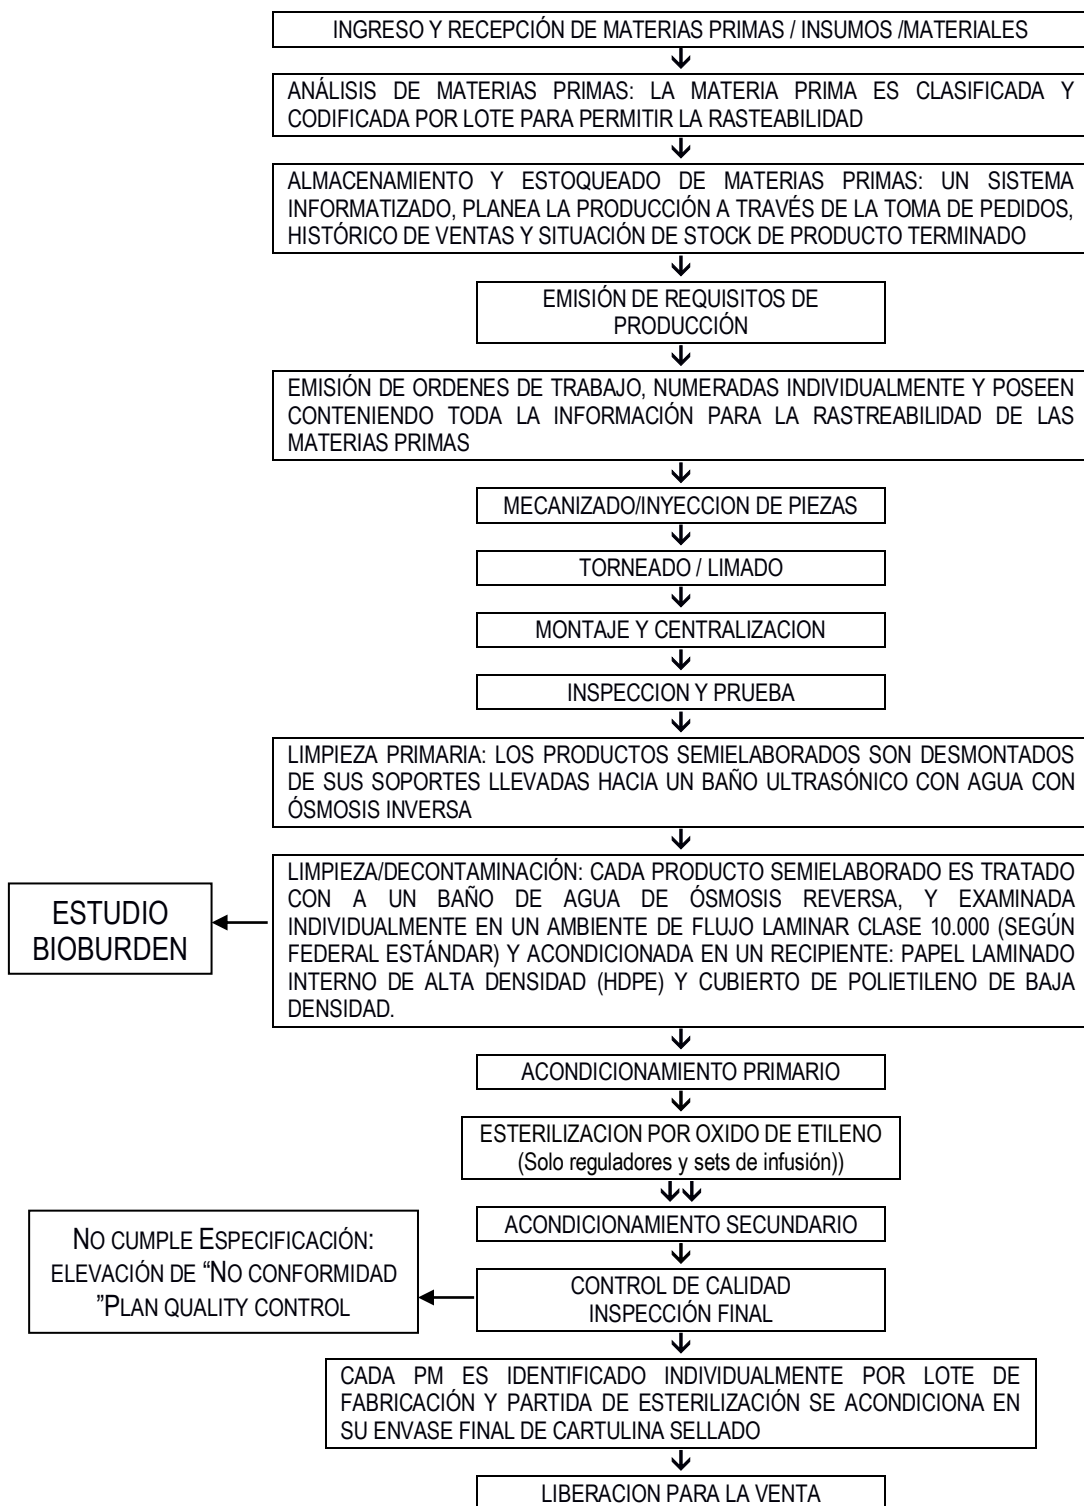 INGRESO Y RECEPCIÓN DE MATERIAS PRIMAS / INSUMOS /MATERIALES
ANÁLISIS DE MATERIAS PRIMAS: LA MATERIA PRIMA ES CLASIFICADA Y
CODIFICADA POR LOTE PARA PERMITIR LA RASTEABILIDAD
ALMACENAMIENTO Y ESTOQUEADO DE MATERIAS PRIMAS: UN SISTEMA
INFORMATIZADO, PLANEA LA PRODUCCIÓN A TRAVÉS DE LA TOMA DE PEDIDOS,
HISTÓRICO DE VENTAS Y SITUACIÓN DE STOCK DE PRODUCTO TERMINADO
EMISIÓN DE REQUISITOS DE
PRODUCCIÓN
EMISIÓN DE ORDENES DE TRABAJO, NUMERADAS INDIVIDUALMENTE Y POSEEN
CONTENIENDO TODA LA INFORMACIÓN PARA LA RASTREABILIDAD DE LAS
MATERIAS PRIMAS
MECANIZADO/INYECCION DE PIEZAS
TORNEADO / LIMADO
MONTAJE Y CENTRALIZACION
INSPECCION Y PRUEBA
LIMPIEZA PRIMARIA: LOS PRODUCTOS SEMIELABORADOS SON DESMONTADOS
DE SUS SOPORTES LLEVADAS HACIA UN BAÑO ULTRASÓNICO CON AGUA CON
ÓSMOSIS INVERSA
LIMPIEZA/DECONTAMINACIÓN: CADA PRODUCTO SEMIELABORADO ES TRATADO
CON A UN BAÑO DE AGUA DE ÓSMOSIS REVERSA, Y EXAMINADA
INDIVIDUALMENTE EN UN AMBIENTE DE FLUJO LAMINAR CLASE 10.000 (SEGÚN
FEDERAL ESTÁNDAR) Y ACONDICIONADA EN UN RECIPIENTE: PAPEL LAMINADO
INTERNO DE ALTA DENSIDAD (HDPE) Y CUBIERTO DE POLIETILENO DE BAJA
DENSIDAD.
ESTUDIO
BIOBURDEN
ACONDICIONAMIENTO PRIMARIO
ESTERILIZACION POR OXIDO DE ETILENO
(Solo reguladores y sets de infusión))
ACONDICIONAMIENTO SECUNDARIO
CONTROL DE CALIDAD
INSPECCIÓN FINAL
NO CUMPLE ESPECIFICACIÓN:
ELEVACIÓN DE “NO CONFORMIDAD
”PLAN QUALITY CONTROL
CADA PM ES IDENTIFICADO INDIVIDUALMENTE POR LOTE DE
FABRICACIÓN Y PARTIDA DE ESTERILIZACIÓN SE ACONDICIONA EN
SU ENVASE FINAL DE CARTULINA SELLADO
LIBERACION PARA LA VENTA